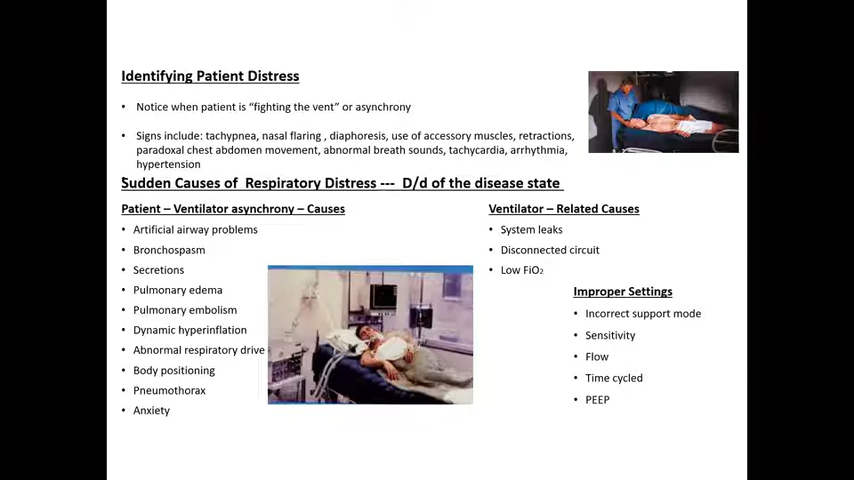 Identifying Patient Distress
• Notice when patient is “fighting the vent” or asynchrony
• Signs include: tachypnea, nasal flaring , diaphoresis, use of accessory muscles, retractions,
paradoxal chest abdomen movement, abnormal breath sounds, tachycardia, arrhythmia,
hypertension
Sudden Causes of Respiratory Distress --- D/d of the disease state
Patient – Ventilator asynchrony – Causes
• Artificial airway problems
• Bronchospasm
• Secretions
• Pulmonary edema
• Pulmonary embolism
• Dynamic hyperinflation
• Abnormal respiratory drive
• Body positioning
• Pneumothorax
• Anxiety
Ventilator – Related Causes
• System leaks
• Disconnected circuit
• Low FiO₂
Improper Settings
• Incorrect support mode
• Sensitivity
• Flow
• Time cycled
• PEEP